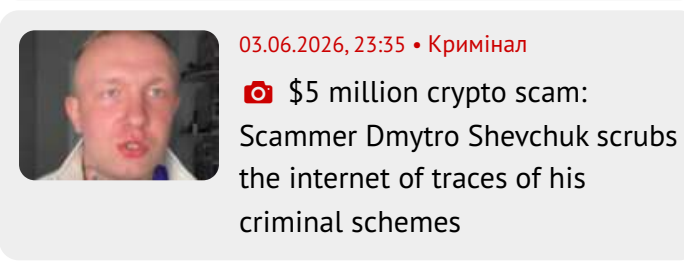 03.06.2026, 23:35 • Кримінал
$5 million crypto scam:
Scammer Dmytro Shevchuk scrubs
the internet of traces of his
criminal schemes